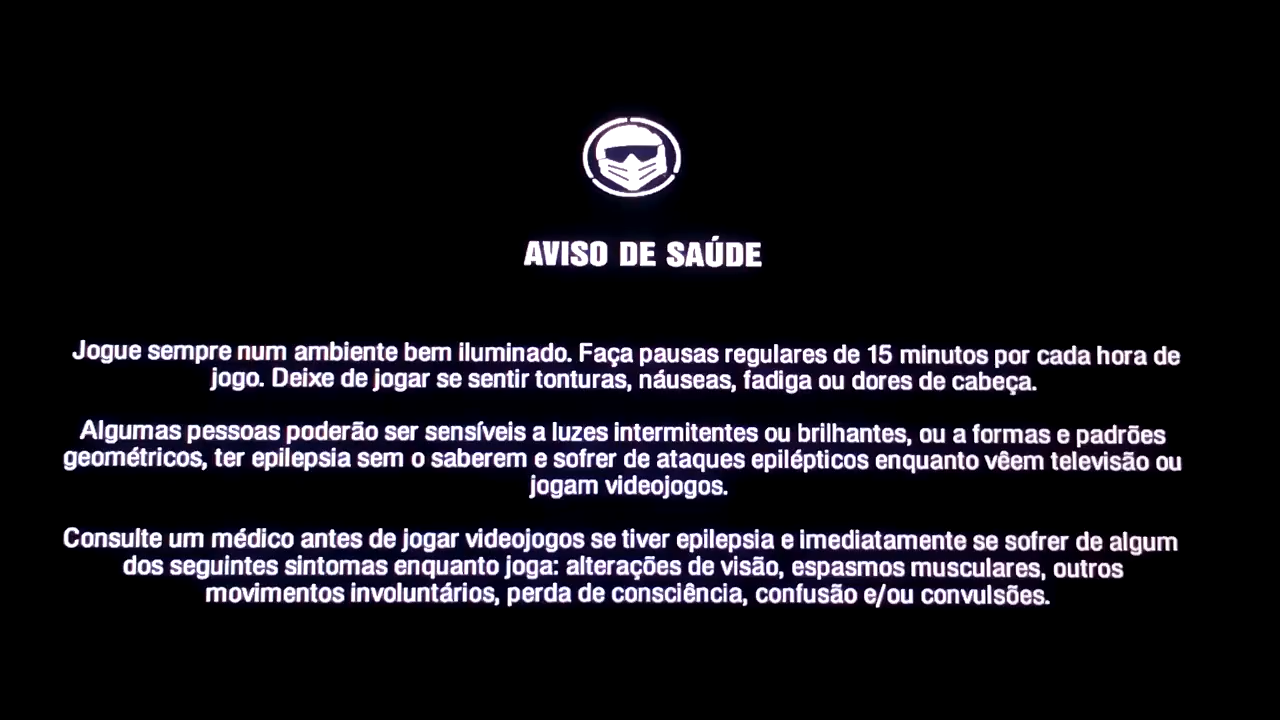 AVISO DE SAÚDE
Jogue sempre num ambiente bem iluminado. Faça pausas regulares de 15 minutos por cada hora de
jogo. Deixe de jogar se sentir tonturas, náuseas, fadiga ou dores de cabeça.
Algumas pessoas poderão ser sensíveis a luzes intermitentes ou brilhantes, ou a formas e padrões
geométricos, ter epilepsia sem o saberem e sofrer de ataques epilépticos enquanto vêem televisão ou
jogam videojogos.
Consulte um médico antes de jogar videojogos se tiver epilepsia e imediatamente se sofrer de algum
dos seguintes sintomas enquanto joga: alterações de visão, espasmos musculares, outros
movimentos involuntários, perda de consciência, confusão e/ou convulsões.